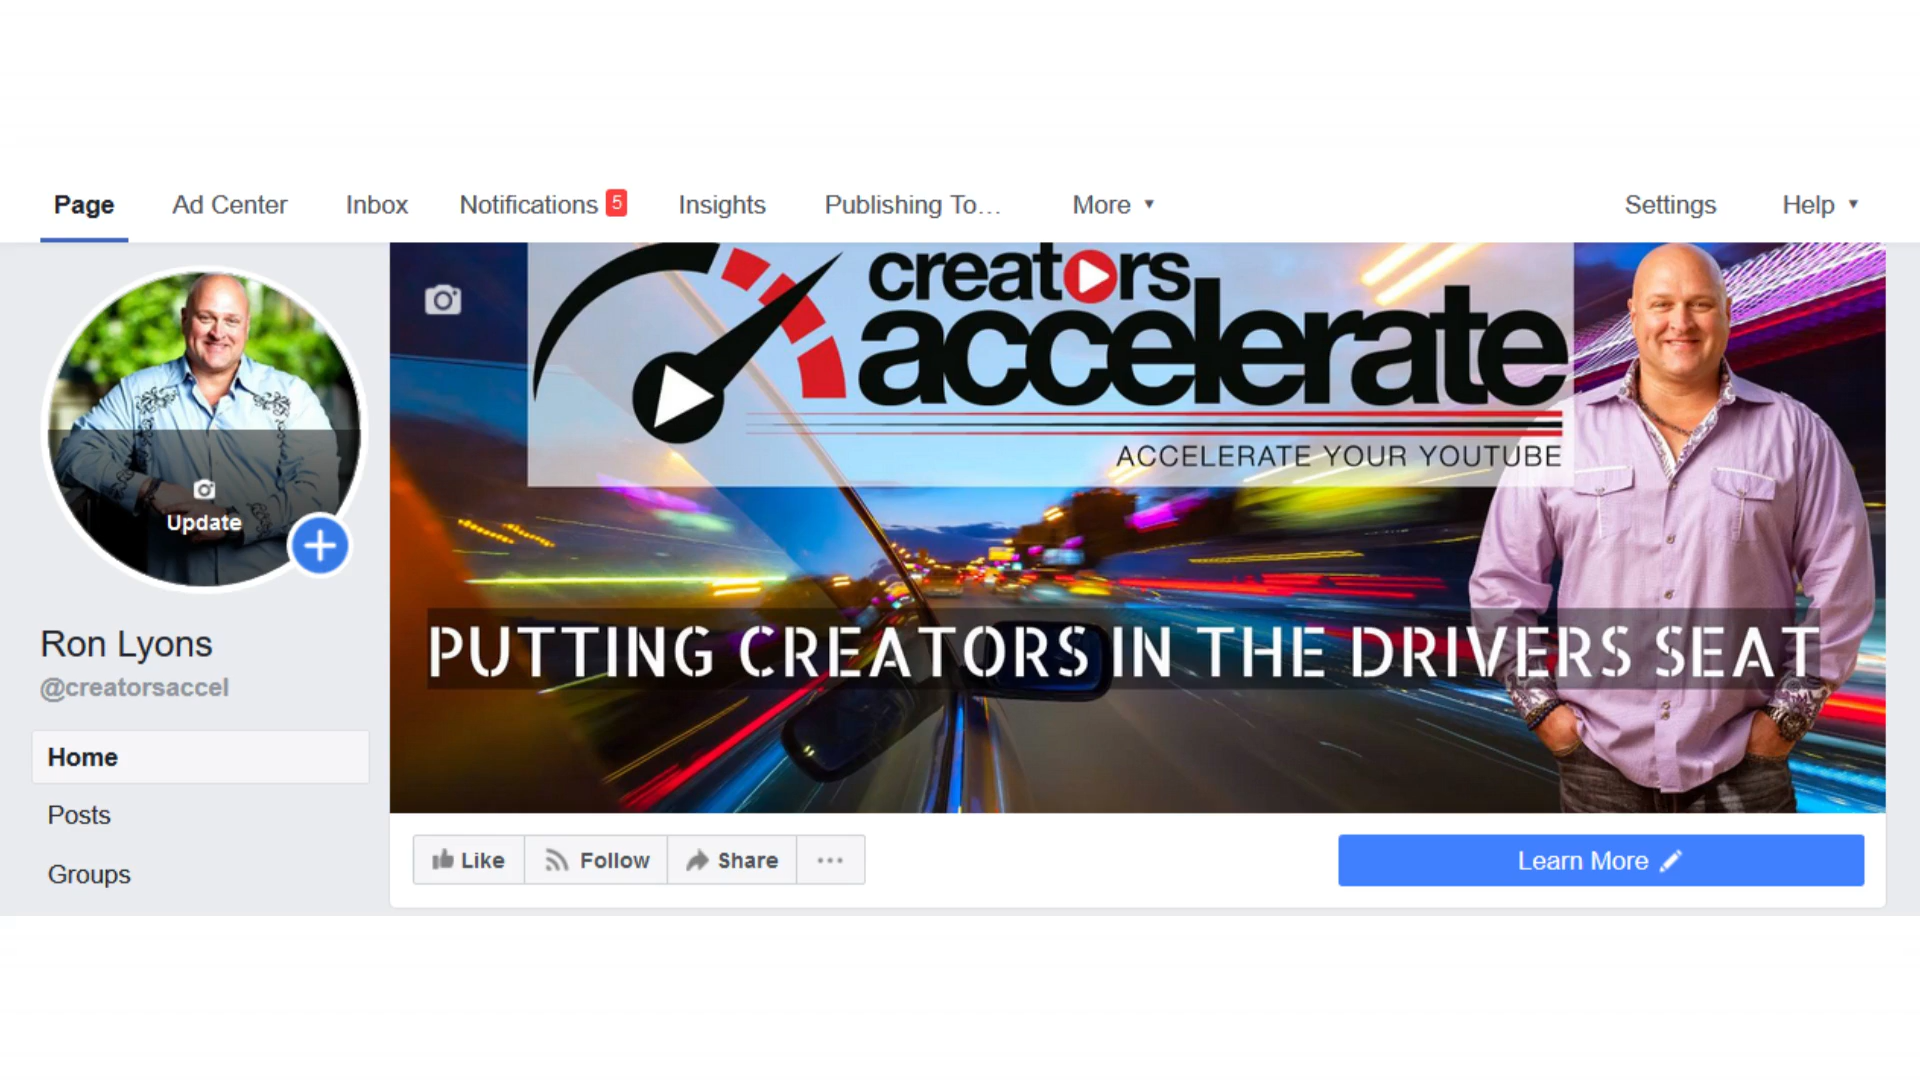 Page Ad Center Inbox Notifications 5 Insights Publishing To... More Settings Help
creators
accelerate
ACCELERATE YOUR YOUTUBE
PUTTING CREATORS IN THE DRIVERS SEAT
Update
Ron Lyons
@creatorsaccel
Home
Posts
Groups
Like Follow Share ... Learn More